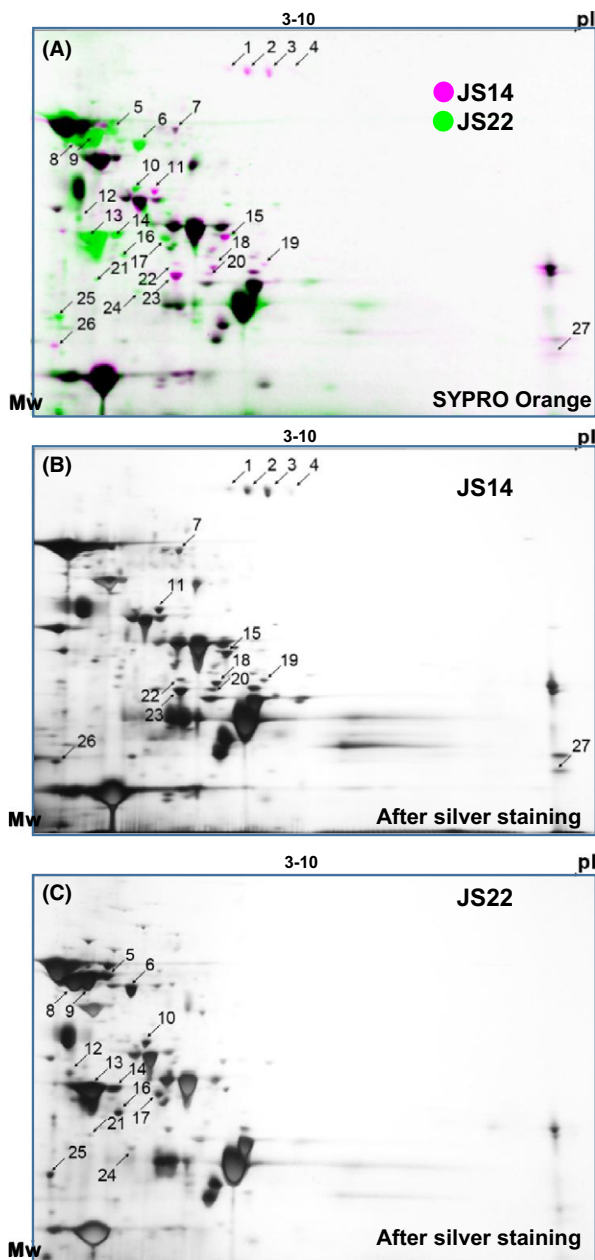 3-10
pI
(A)
1 2 3 4
JS14
JS22
5 7
6
8 9
10 11
12
13 14 15
16
17 18 19
21 20
22
24 23
25
26
27
Mw
SYPRO Orange
3-10
pI
(B)
JS14
1 2 3 4
7
11
15
18 19
22 20
23
26
27
Mw
After silver staining
3-10
pI
(C)
JS22
5
6
8 9
10
12
13 14
16
17
21
24
25
Mw
After silver staining